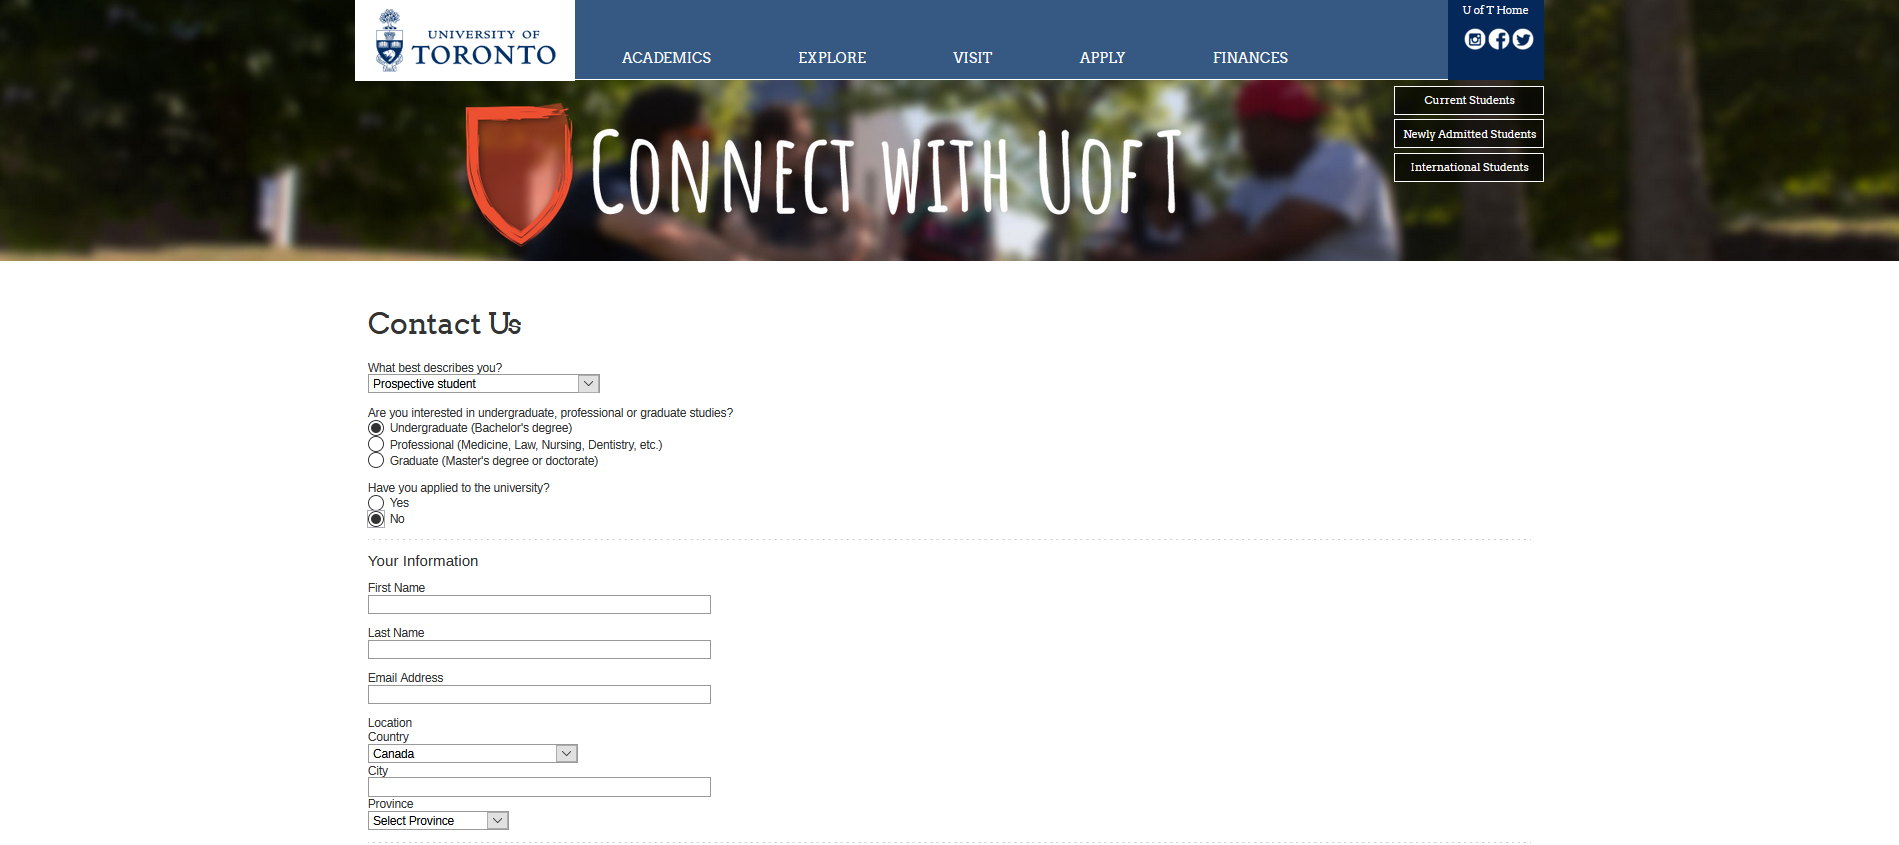 UNIVERSITY OF
TORONTO
ACADEMICS
EXPLORE
VISIT
APPLY
FINANCES
U of T Home
Current Students
Newly Admitted Students
International Students
CONNECT WITH UOFT
Contact Us
What best describes you?
Prospective student
Are you interested in undergraduate, professional or graduate studies?
Undergraduate (Bachelor's degree)
Professional (Medicine, Law, Nursing, Dentistry, etc.)
Graduate (Master's degree or doctorate)
Have you applied to the university?
Yes
No
Your Information
First Name
Last Name
Email Address
Location
Country
Canada
City
Province
Select Province